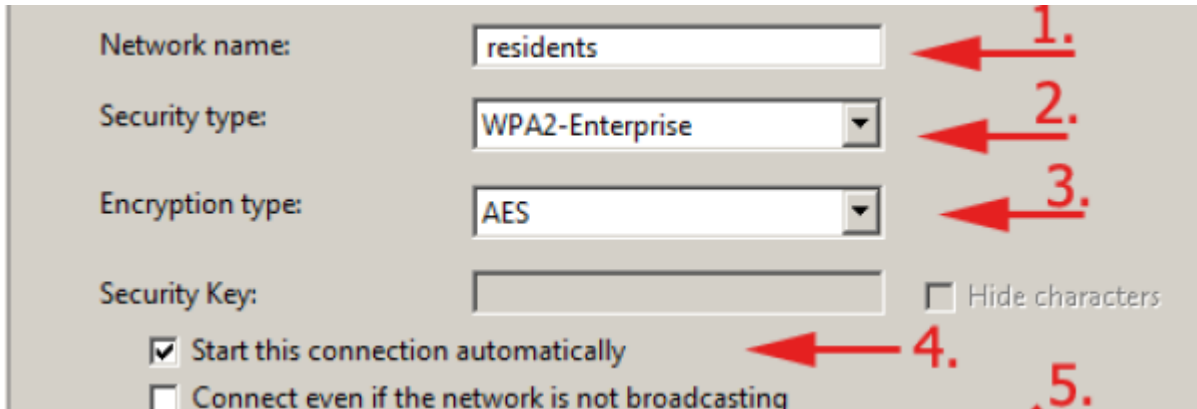 Network name: residents 1.
Security type: WPA2-Enterprise 2.
Encryption type: AES 3.
Security Key: Hide characters
Start this connection automatically 4.
Connect even if the network is not broadcasting 5.